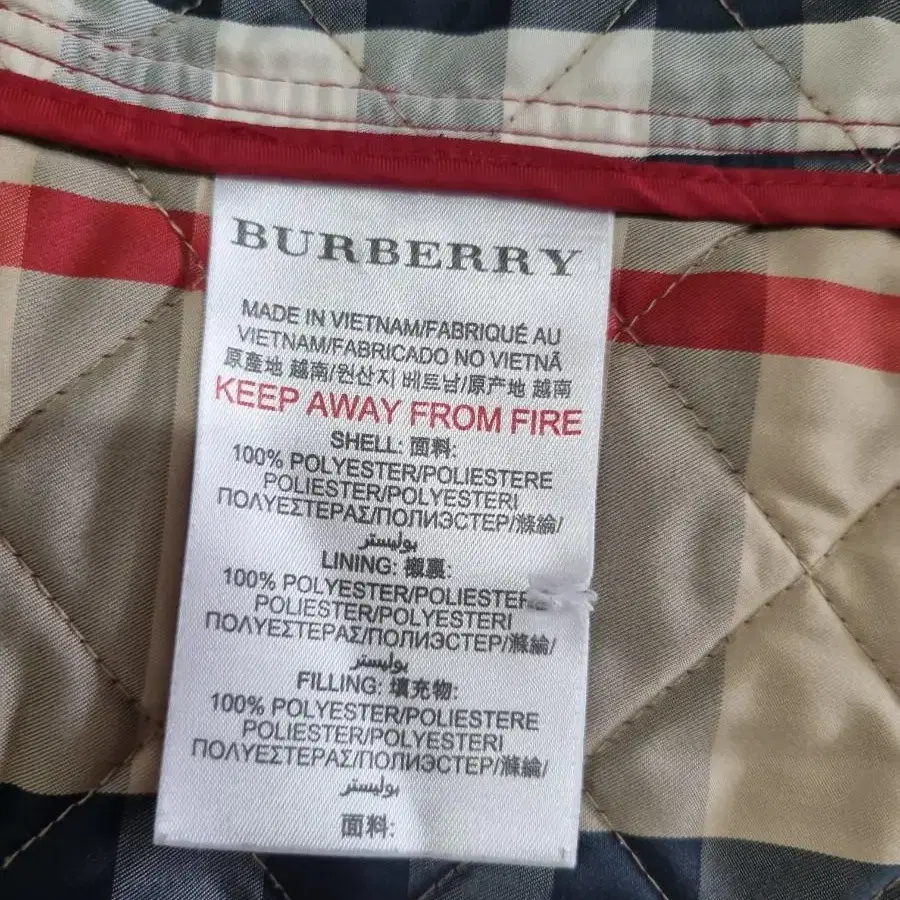 BURBERRY
MADE IN VIETNAM/FABRIQUÉ AU
VIETNAM/FABRICADO NO VIETNÃ
原產地 越南/원산지 베트남/原产地 越南
KEEP AWAY FROM FIRE
SHELL: 面料:
100% POLYESTER/POLIESTERE
POLIESTER/POLYESTERI
ΠΟΛΥΕΣΤΕΡΑΣ/ПОЛИЭСТЕР/滌綸/
بوليستر
LINING: 襯裏:
100% POLYESTER/POLIESTERE
POLIESTER/POLYESTERI
ΠΟΛΥΕΣΤΕΡΑΣ/ПОЛИЭСТЕР/滌綸/
بوليستر
FILLING: 填充物:
100% POLYESTER/POLIESTERE
POLIESTER/POLYESTERI
ΠΟΛΥΕΣΤΕΡΑΣ/ПОЛИЭСТЕР/滌綸/
بوليستر
面料: